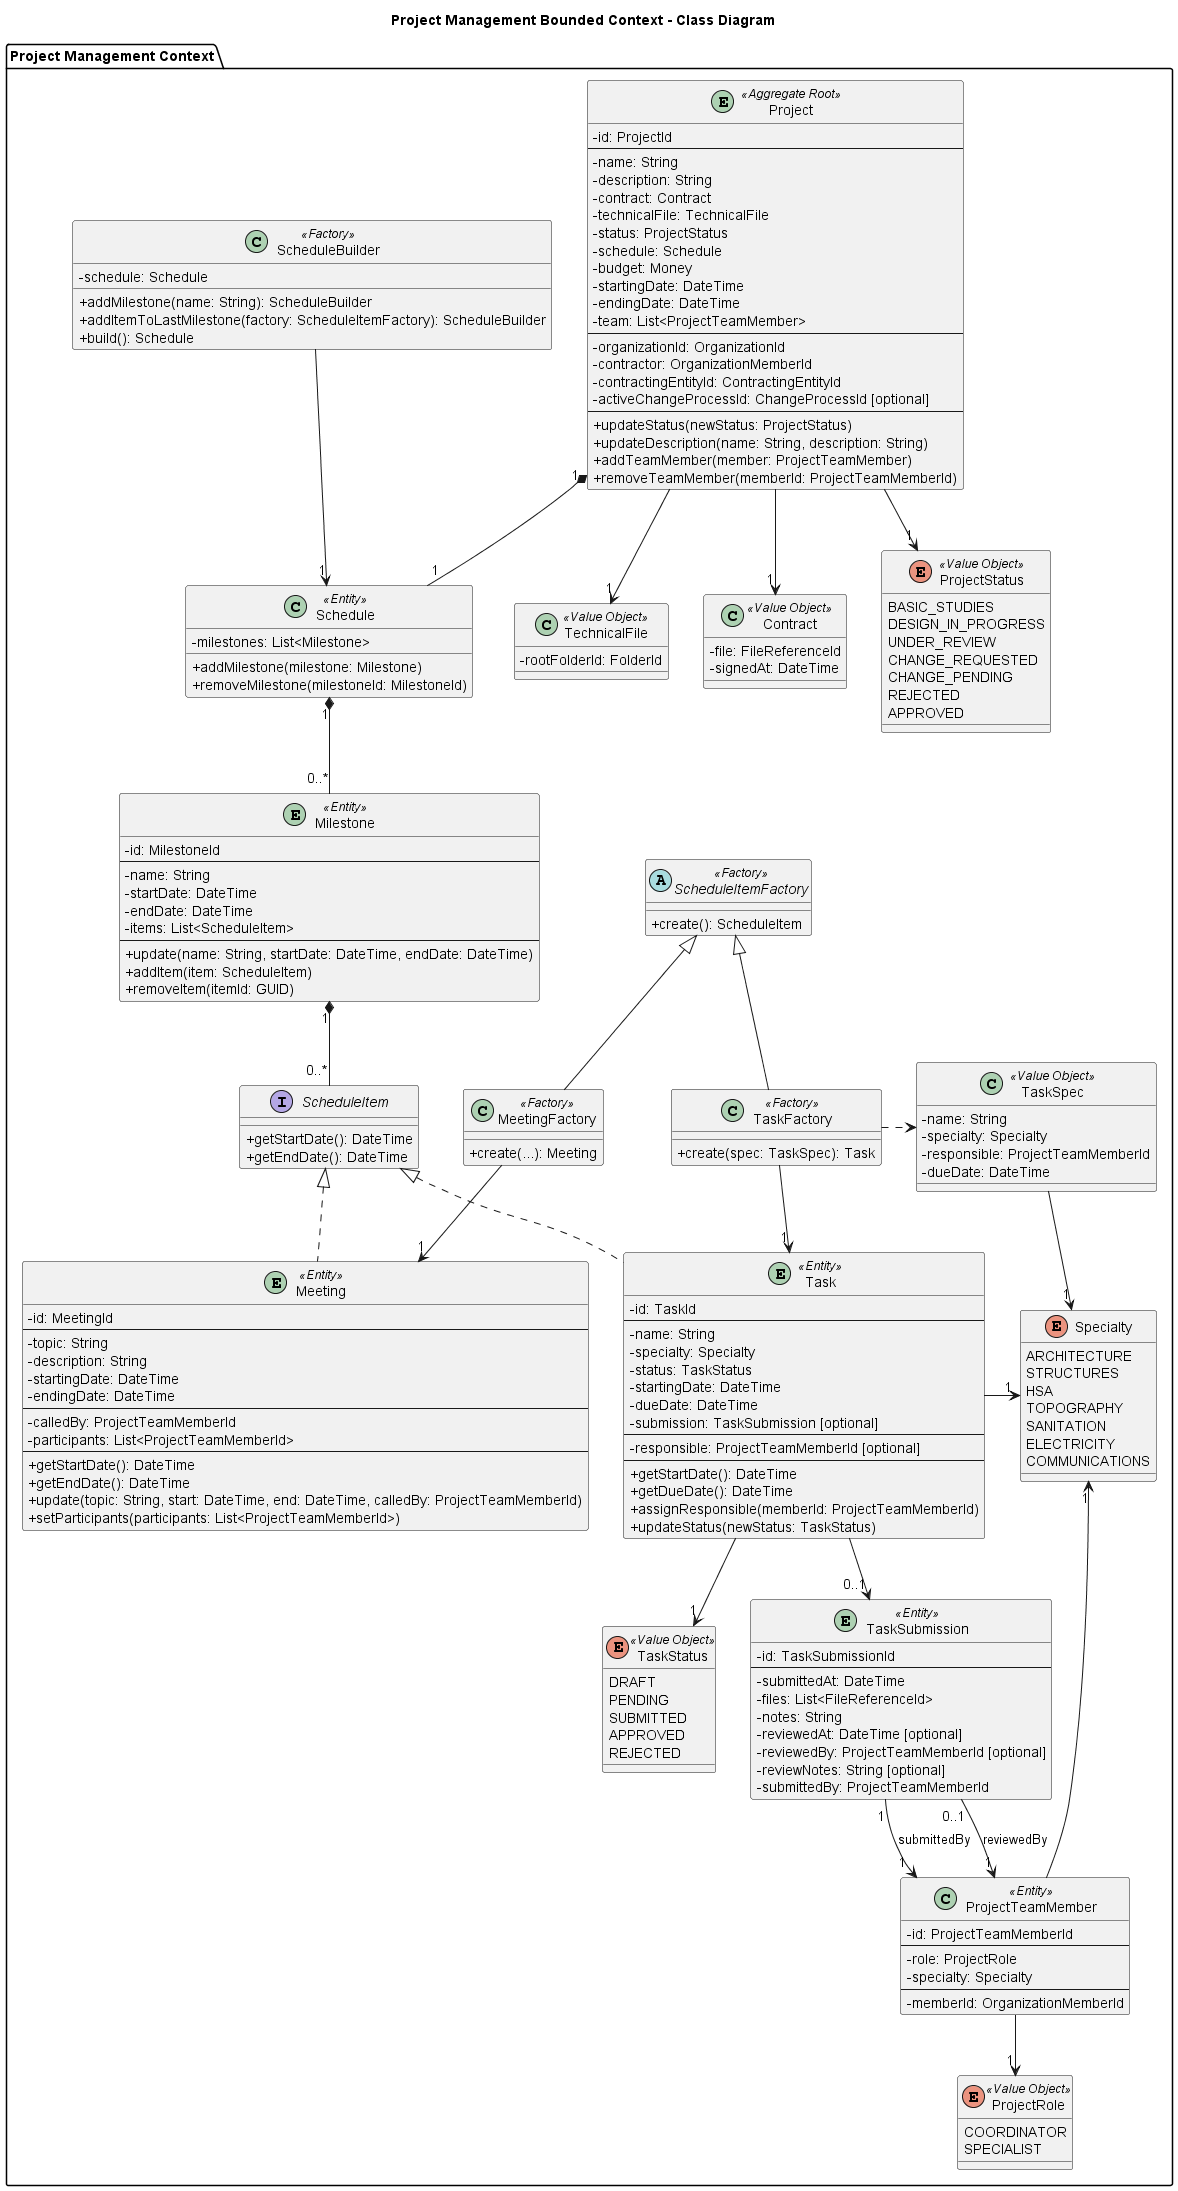 Project Management Bounded Context - Class Diagram
Project Management Context
E
«Aggregate Root»
Project
-id: ProjectId
-name: String
-description: String
-contract: Contract
-technicalFile: TechnicalFile
-status: ProjectStatus
-schedule: Schedule
-budget: Money
-startingDate: DateTime
-endingDate: DateTime
-team: List<ProjectTeamMember>
-organizationId: OrganizationId
-contractor: OrganizationMemberId
-contractingEntityId: ContractingEntityId
-activeChangeProcessId: ChangeProcessId [optional]
+updateStatus(newStatus: ProjectStatus)
+updateDescription(name: String, description: String)
+addTeamMember(member: ProjectTeamMember)
+removeTeamMember(memberId: ProjectTeamMemberId)
C
«Factory»
ScheduleBuilder
-schedule: Schedule
+addMilestone(name: String): ScheduleBuilder
+addItemToLastMilestone(factory: ScheduleItemFactory): ScheduleBuilder
+build(): Schedule
1
1
1
1
1
1
C
«Entity»
Schedule
-milestones: List<Milestone>
+addMilestone(milestone: Milestone)
+removeMilestone(milestoneId: MilestoneId)
C
«Value Object»
TechnicalFile
-rootFolderId: FolderId
C
«Value Object»
Contract
-file: FileReferenceId
-signedAt: DateTime
E
«Value Object»
ProjectStatus
BASIC_STUDIES
DESIGN_IN_PROGRESS
UNDER_REVIEW
CHANGE_REQUESTED
CHANGE_PENDING
REJECTED
APPROVED
1
0..*
E
«Entity»
Milestone
-id: MilestoneId
-name: String
-startDate: DateTime
-endDate: DateTime
-items: List<ScheduleItem>
+update(name: String, startDate: DateTime, endDate: DateTime)
+addItem(item: ScheduleItem)
+removeItem(itemId: GUID)
A
«Factory»
ScheduleItemFactory
+create(): ScheduleItem
1
0..*
I
ScheduleItem
+getStartDate(): DateTime
+getEndDate(): DateTime
C
«Factory»
MeetingFactory
+create(...): Meeting
C
«Factory»
TaskFactory
+create(spec: TaskSpec): Task
C
«Value Object»
TaskSpec
-name: String
-specialty: Specialty
-responsible: ProjectTeamMemberId
-dueDate: DateTime
1
1
1
E
«Entity»
Meeting
-id: MeetingId
-topic: String
-description: String
-startingDate: DateTime
-endingDate: DateTime
-calledBy: ProjectTeamMemberId
-participants: List<ProjectTeamMemberId>
+getStartDate(): DateTime
+getEndDate(): DateTime
+update(topic: String, start: DateTime, end: DateTime, calledBy: ProjectTeamMemberId)
+setParticipants(participants: List<ProjectTeamMemberId>)
E
«Entity»
Task
-id: TaskId
-name: String
-specialty: Specialty
-status: TaskStatus
-startingDate: DateTime
-dueDate: DateTime
-submission: TaskSubmission [optional]
-responsible: ProjectTeamMemberId [optional]
+getStartDate(): DateTime
+getDueDate(): DateTime
+assignResponsible(memberId: ProjectTeamMemberId)
+updateStatus(newStatus: TaskStatus)
1
E
Specialty
ARCHITECTURE
STRUCTURES
HSA
TOPOGRAPHY
SANITATION
ELECTRICITY
COMMUNICATIONS
1
1
0..1
E
«Value Object»
TaskStatus
DRAFT
PENDING
SUBMITTED
APPROVED
REJECTED
E
«Entity»
TaskSubmission
-id: TaskSubmissionId
-submittedAt: DateTime
-files: List<FileReferenceId>
-notes: String
-reviewedAt: DateTime [optional]
-reviewedBy: ProjectTeamMemberId [optional]
-reviewNotes: String [optional]
-submittedBy: ProjectTeamMemberId
1
0..1
submittedBy
reviewedBy
1
1
C
«Entity»
ProjectTeamMember
-id: ProjectTeamMemberId
-role: ProjectRole
-specialty: Specialty
-memberId: OrganizationMemberId
1
E
«Value Object»
ProjectRole
COORDINATOR
SPECIALIST